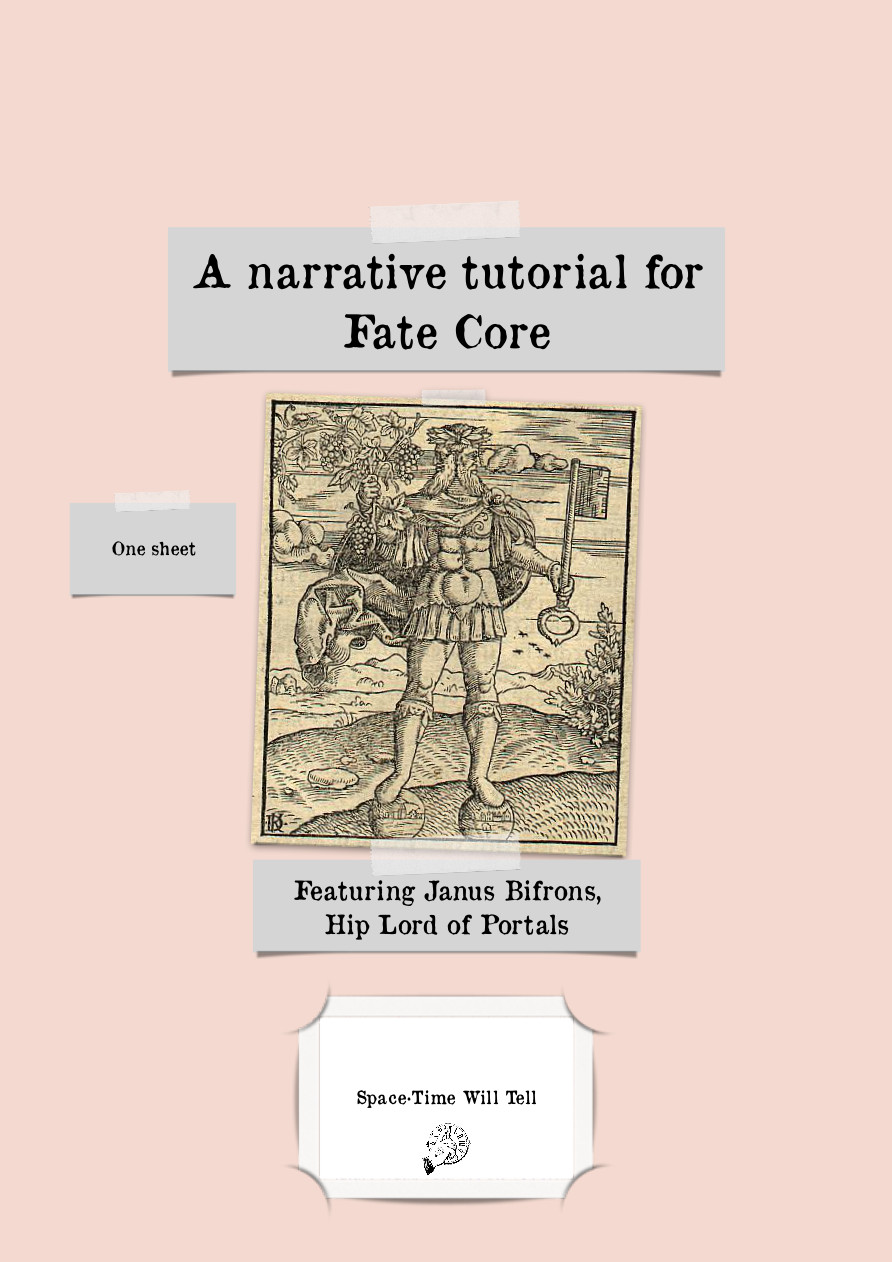 A narrative tutorial for
Fate Core
One sheet
Featuring Janus Bifrons,
Hip Lord of Portals
Space·Time Will Tell